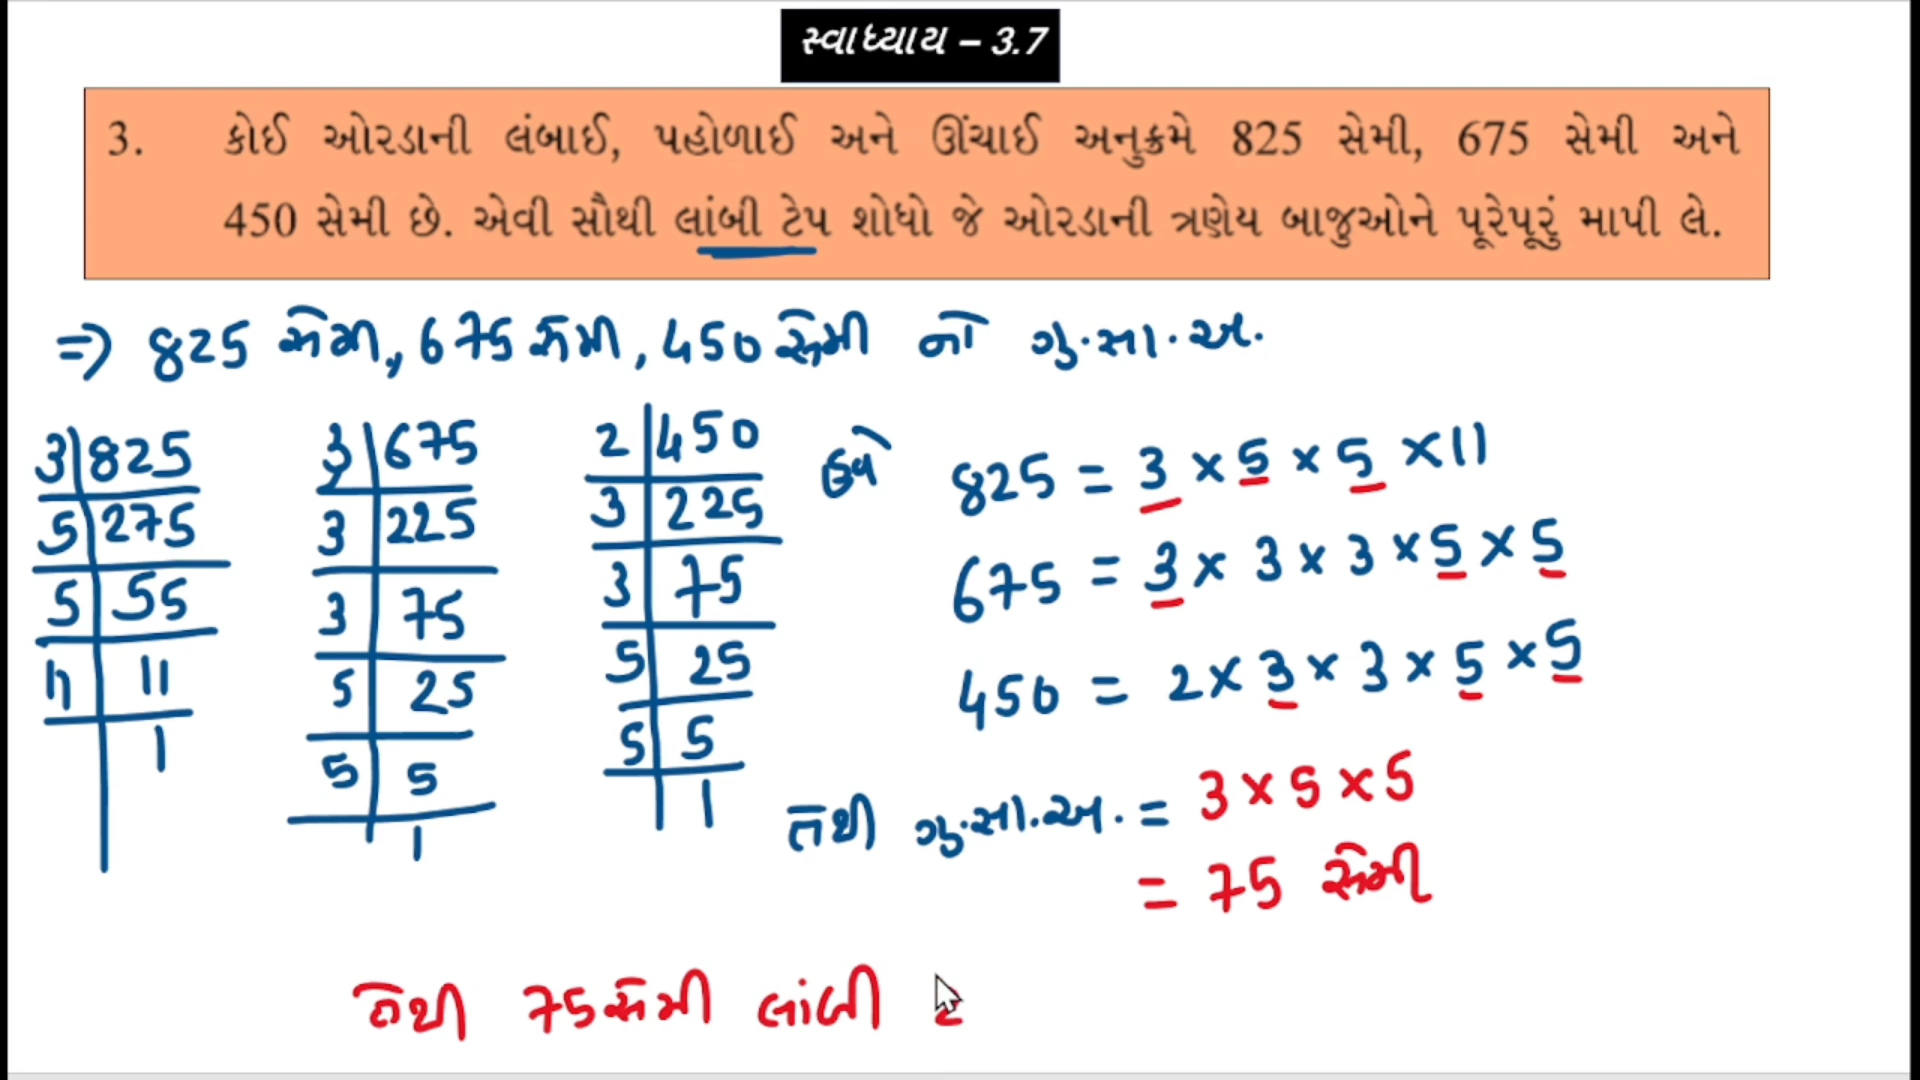 સ્વાધ્યાય – 3.7
3. કોઈ ઓરડાની લંબાઈ, પહોળાઈ અને ઊંચાઈ અનુક્રમે 825 સેમી, 675 સેમી અને
450 સેમી છે. એવી સૌથી લાંબી ટેપ શોધો જે ઓરડાની ત્રણેય બાજુઓને પૂરેપૂરું માપી લે.
⇒ 825 સેમી, 675 સેમી, 450 સેમી નો ગુ.સા.અ.
3 825
5 275
5 55
11 11
1
3 675
3 225
3 75
5 25
5 5
1
2 450
3 225
3 75
5 25
5 5
1
હવે 825 = 3 × 5 × 5 × 11
675 = 3 × 3 × 3 × 5 × 5
450 = 2 × 3 × 3 × 5 × 5
તેથી ગુ.સા.અ. = 3 × 5 × 5
= 75 સેમી
તેથી 75 સેમી લાંબી